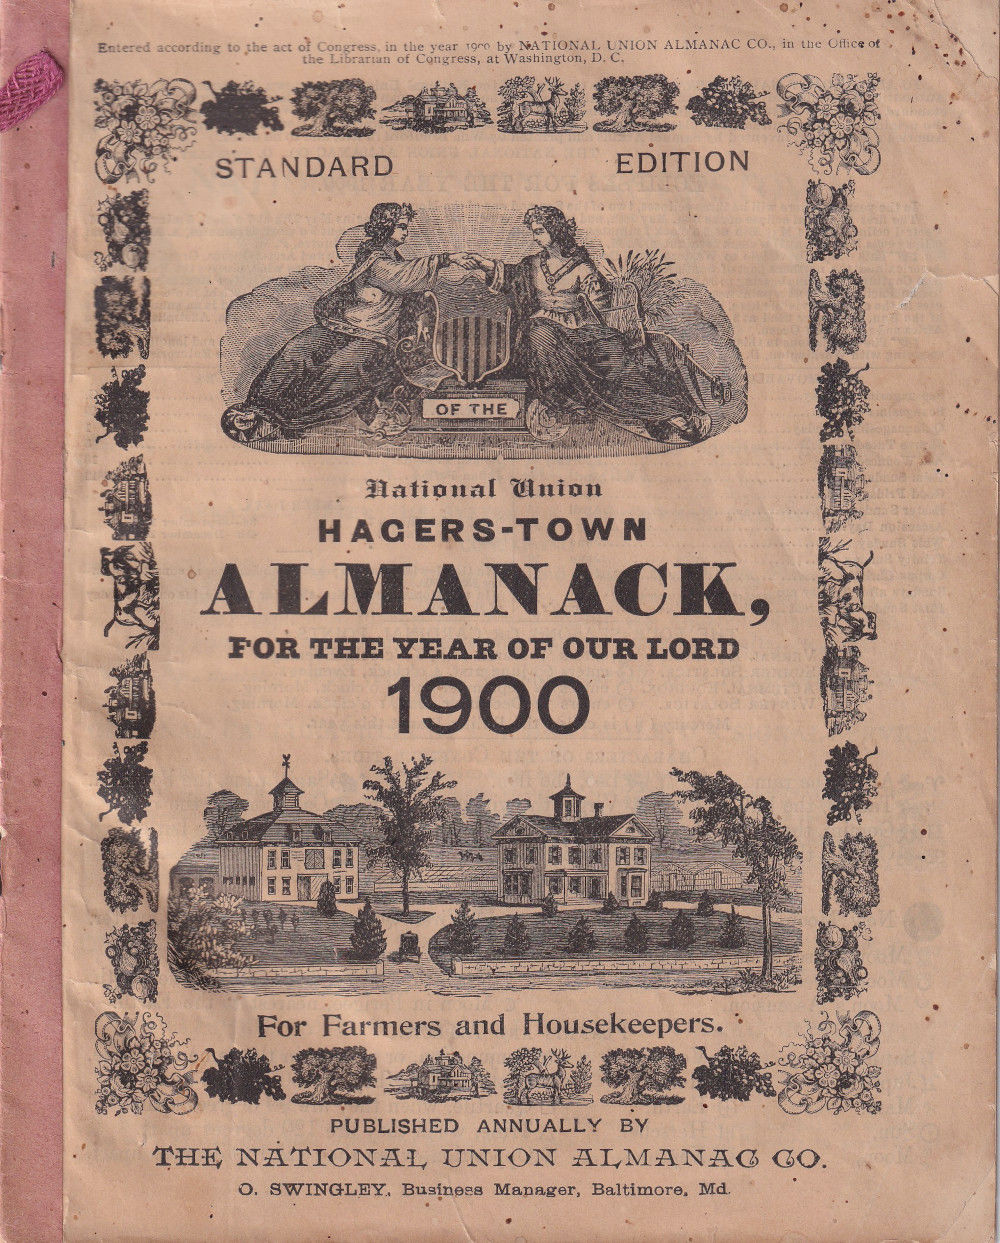 Entered according to the act of Congress, in the year 1900 by NATIONAL UNION ALMANAC CO., in the Office of
the Librarian of Congress, at Washington, D. C.
STANDARD EDITION
OF THE
National Union
HAGERS-TOWN
ALMANACK,
FOR THE YEAR OF OUR LORD
1900
For Farmers and Housekeepers.
PUBLISHED ANNUALLY BY
THE NATIONAL UNION ALMANAC CO.
O. SWINGLEY, Business Manager, Baltimore, Md.